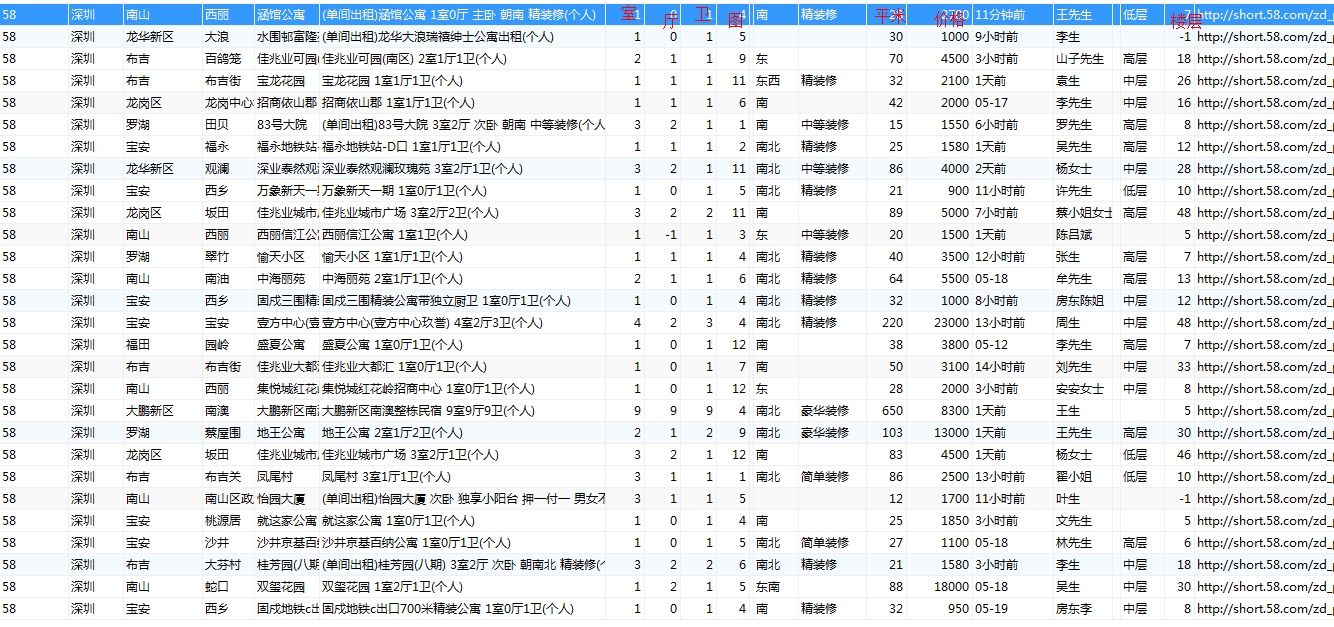 58 深圳 南山 西丽 涵馆公寓 (单间出租)涵馆公寓 1室0厅 主卧 朝南 精装修(个人) 室 厅 卫 图 南 精装修 平米 价格 11分钟前 王先生 低层 7 楼层 http://short.58.com/zd_p
58 深圳 龙华新区 大浪 水围邨富隆 (单间出租)龙华大浪瑞禧绅士公寓出租(个人) 1 0 1 5 30 1000 9小时前 李生 -1 http://short.58.com/zd_p
58 深圳 布吉 百鸽笼 佳兆业可园 佳兆业可园(南区) 2室1厅1卫(个人) 2 1 1 9 东 70 4500 3小时前 山子先生 高层 18 http://short.58.com/zd_p
58 深圳 布吉 布吉街 宝龙花园 宝龙花园 1室1厅1卫(个人) 1 1 1 11 东西 精装修 32 2100 1天前 袁生 中层 26 http://short.58.com/zd_p
58 深圳 龙岗区 龙岗中心 招商依山郡 招商依山郡 1室1厅1卫(个人) 1 1 1 6 南 42 2000 05-17 李先生 中层 16 http://short.58.com/zd_p
58 深圳 罗湖 田贝 83号大院 (单间出租)83号大院 3室2厅 次卧 朝南 中等装修(个人 3 2 1 1 南 中等装修 15 1550 6小时前 罗先生 高层 8 http://short.58.com/zd_p
58 深圳 宝安 福永 福永地铁站 福永地铁站-D口 1室1厅1卫(个人) 1 1 1 2 南北 精装修 25 1580 1天前 吴先生 高层 12 http://short.58.com/zd_p
58 深圳 龙华新区 观澜 深业泰然观 深业泰然观澜玫瑰苑 3室2厅1卫(个人) 3 2 1 11 南北 中等装修 86 4000 2天前 杨女士 中层 28 http://short.58.com/zd_p
58 深圳 宝安 西乡 万象新天一 万象新天一期 1室0厅1卫(个人) 1 0 1 5 南北 精装修 21 900 11小时前 许先生 低层 10 http://short.58.com/zd_p
58 深圳 龙岗区 坂田 佳兆业城市 佳兆业城市广场 3室2厅2卫(个人) 3 2 2 11 南 89 5000 7小时前 蔡小姐女士 高层 48 http://short.58.com/zd_p
58 深圳 南山 西丽 西丽信江公 西丽信江公寓 1室1卫(个人) 1 -1 1 3 东 中等装修 20 1500 1天前 陈吕斌 5 http://short.58.com/zd_p
58 深圳 罗湖 翠竹 愉天小区 愉天小区 1室1厅1卫(个人) 1 1 1 4 南北 精装修 40 3500 12小时前 张生 高层 7 http://short.58.com/zd_p
58 深圳 南山 南油 中海丽苑 中海丽苑 2室1厅1卫(个人) 2 1 1 6 南北 精装修 64 5500 05-18 牟先生 高层 13 http://short.58.com/zd_p
58 深圳 宝安 西乡 固戍三围精 固戍三围精装公寓带独立厨卫 1室0厅1卫(个人) 1 0 1 4 南北 精装修 32 1000 8小时前 房东陈姐 中层 12 http://short.58.com/zd_p
58 深圳 宝安 宝安 壹方中心(壹 壹方中心(壹方中心玖誉) 4室2厅3卫(个人) 4 2 3 4 南北 精装修 220 23000 13小时前 周生 中层 48 http://short.58.com/zd_p
58 深圳 福田 园岭 盛夏公寓 盛夏公寓 1室0厅1卫(个人) 1 0 1 12 南 38 3800 05-12 李先生 高层 7 http://short.58.com/zd_p
58 深圳 布吉 布吉街 佳兆业大都 佳兆业大都汇 1室0厅1卫(个人) 1 0 1 7 南 50 3100 14小时前 刘先生 中层 33 http://short.58.com/zd_p
58 深圳 南山 西丽 集悦城红花 集悦城红花岭招商中心 1室0厅1卫(个人) 1 0 1 12 东 28 2000 3小时前 安安女士 中层 8 http://short.58.com/zd_p
58 深圳 大鹏新区 南澳 大鹏新区南 大鹏新区南澳整栋民宿 9室9厅9卫(个人) 9 9 9 4 南北 豪华装修 650 8300 1天前 王生 5 http://short.58.com/zd_p
58 深圳 罗湖 蔡屋围 地王公寓 地王公寓 2室1厅2卫(个人) 2 1 2 9 南北 豪华装修 103 13000 1天前 王先生 高层 30 http://short.58.com/zd_p
58 深圳 龙岗区 坂田 佳兆业城市 佳兆业城市广场 3室2厅1卫(个人) 3 2 1 12 南 83 4500 1天前 杨女士 低层 46 http://short.58.com/zd_p
58 深圳 布吉 布吉关 凤尾村 凤尾村 3室1厅1卫(个人) 3 1 1 1 南北 简单装修 86 2500 13小时前 翟小姐 低层 10 http://short.58.com/zd_p
58 深圳 南山 南山区政 怡园大厦 (单间出租)怡园大厦 次卧 独享小阳台 押一付一 男女不 3 1 1 5 12 1700 11小时前 叶生 -1 http://short.58.com/zd_p
58 深圳 宝安 桃源居 就这家公寓 就这家公寓 1室0厅1卫(个人) 1 0 1 4 南 25 1850 3小时前 文先生 5 http://short.58.com/zd_p
58 深圳 宝安 沙井 沙井京基百 沙井京基百纳公寓 1室0厅1卫(个人) 1 0 1 5 南北 简单装修 27 1100 05-18 林先生 高层 6 http://short.58.com/zd_p
58 深圳 布吉 大芬村 桂芳园(八期 (单间出租)桂芳园(八期) 3室2厅 次卧 朝南北 精装修( 3 2 2 6 南北 精装修 21 1580 3小时前 李生 中层 18 http://short.58.com/zd_p
58 深圳 南山 蛇口 双玺花园 双玺花园 1室2厅1卫(个人) 1 2 1 5 东南 88 18000 05-18 吴生 中层 30 http://short.58.com/zd_p
58 深圳 宝安 西乡 固戍地铁c出 固戍地铁c出口700米精装公寓 1室0厅1卫(个人) 1 0 1 4 南 精装修 32 950 05-19 房东李 中层 8 http://short.58.com/zd_p